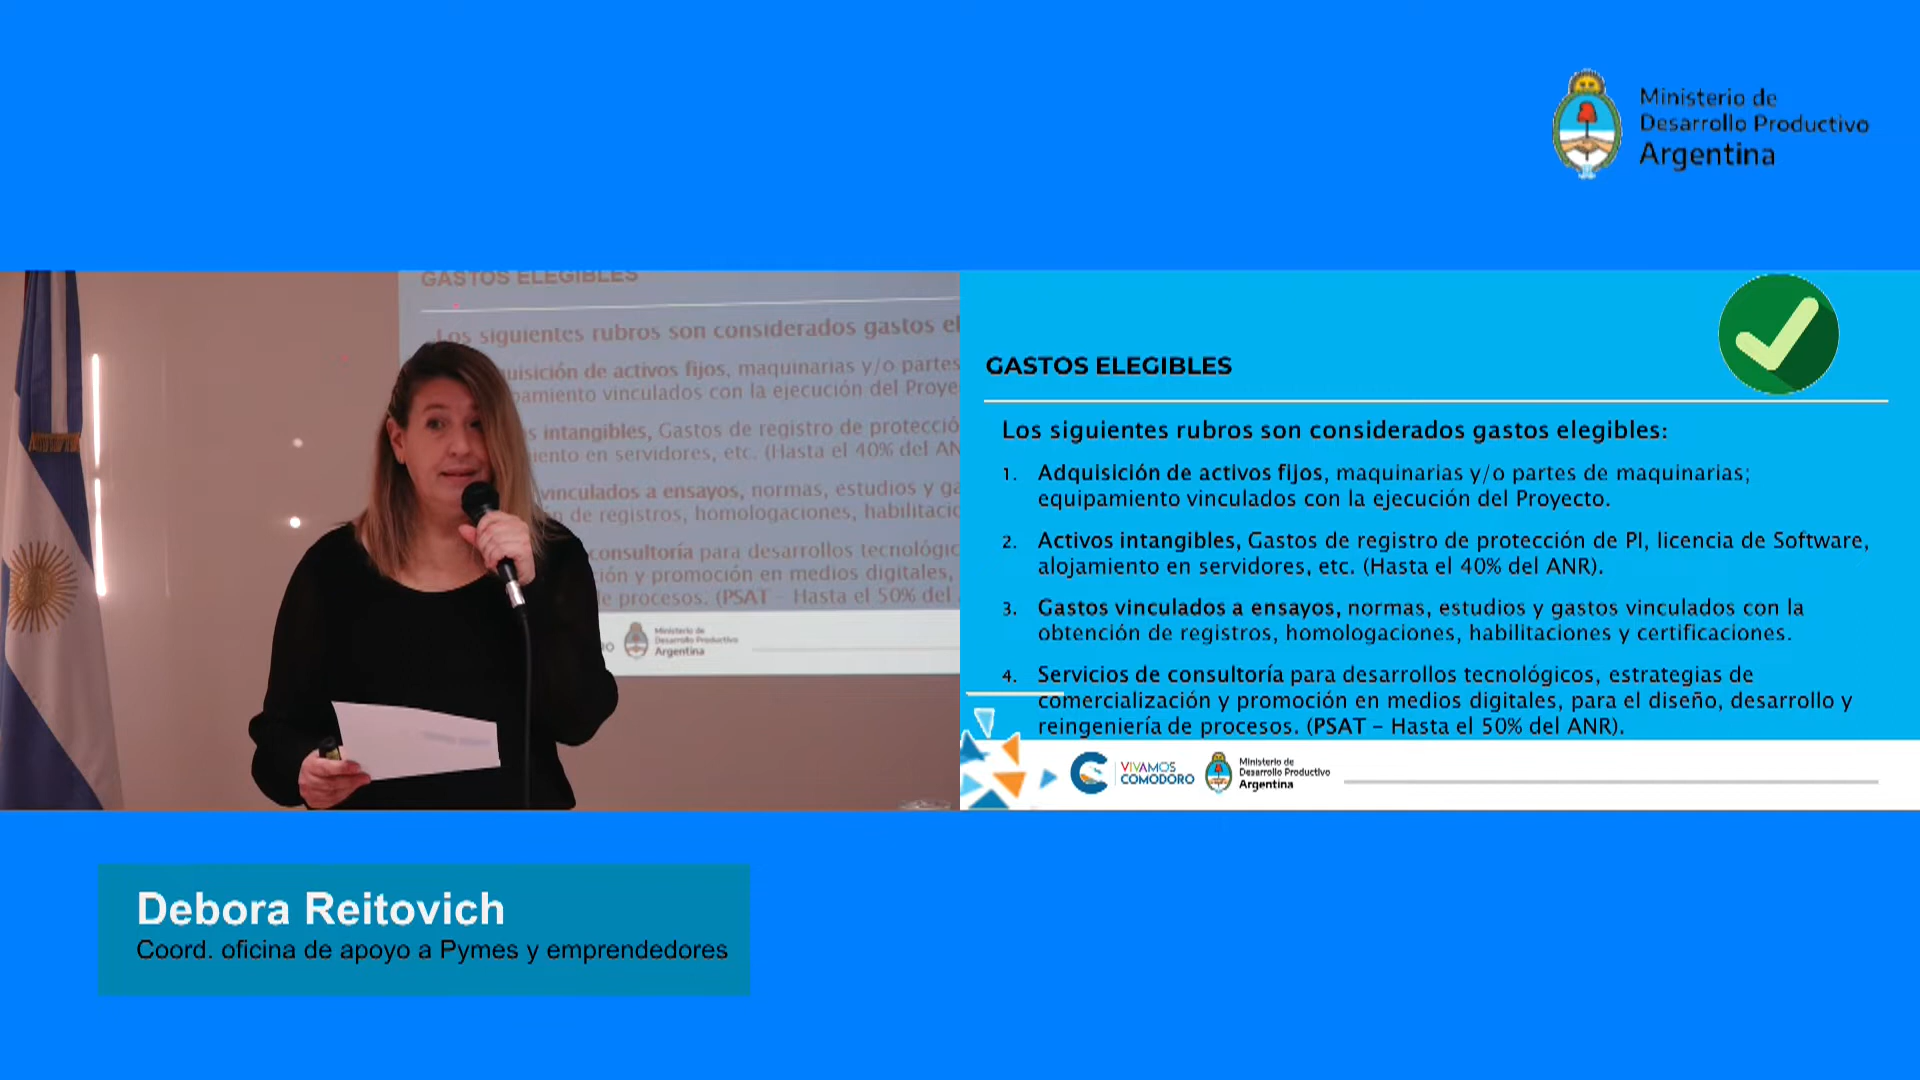 Ministerio de
Desarrollo Productivo
Argentina
GASTOS ELEGIBLES
Los siguientes rubros son considerados gastos el
uisición de activos fijos, maquinarias y/o partes
pamiento vinculados con la ejecución del Proye
s intangibles, Gastos de registro de protecció
iento en servidores, etc. (Hasta el 40% del AN
vinculados a ensayos, normas, estudios y ga
n de registros, homologaciones, habilitacio
consultoría para desarrollos tecnológic
ión y promoción en medios digitales,
e procesos. (PSAT - Hasta el 50% del
RO
Ministerio de
Desarrollo Productivo
Argentina
GASTOS ELEGIBLES
Los siguientes rubros son considerados gastos elegibles:
1. Adquisición de activos fijos, maquinarias y/o partes de maquinarias;
equipamiento vinculados con la ejecución del Proyecto.
2. Activos intangibles, Gastos de registro de protección de PI, licencia de Software,
alojamiento en servidores, etc. (Hasta el 40% del ANR).
3. Gastos vinculados a ensayos, normas, estudios y gastos vinculados con la
obtención de registros, homologaciones, habilitaciones y certificaciones.
4. Servicios de consultoría para desarrollos tecnológicos, estrategias de
comercialización y promoción en medios digitales, para el diseño, desarrollo y
reingeniería de procesos. (PSAT – Hasta el 50% del ANR).
VIVAMOS
COMODORO
Ministerio de
Desarrollo Productivo
Argentina
Debora Reitovich
Coord. oficina de apoyo a Pymes y emprendedores